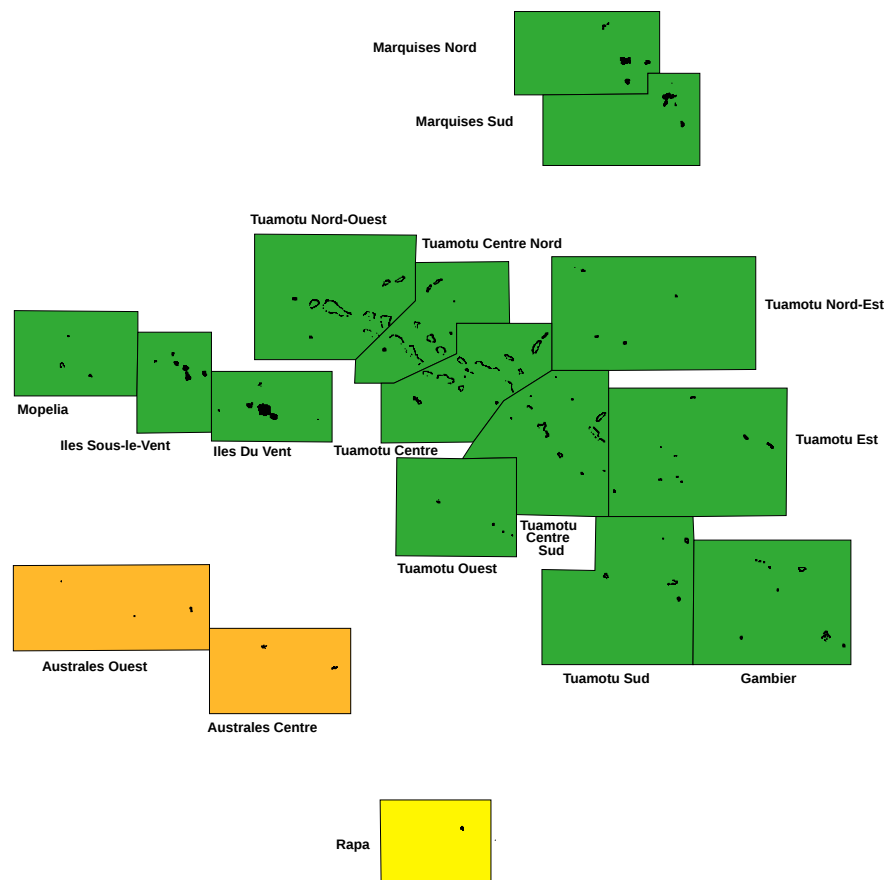 Marquises Nord
Marquises Sud
Tuamotu Nord-Ouest
Tuamotu Centre Nord
Tuamotu Nord-Est
Mopelia
Iles Sous-le-Vent
Iles Du Vent
Tuamotu Centre
Tuamotu Est
Tuamotu
Centre
Sud
Tuamotu Ouest
Australes Ouest
Tuamotu Sud
Gambier
Australes Centre
Rapa